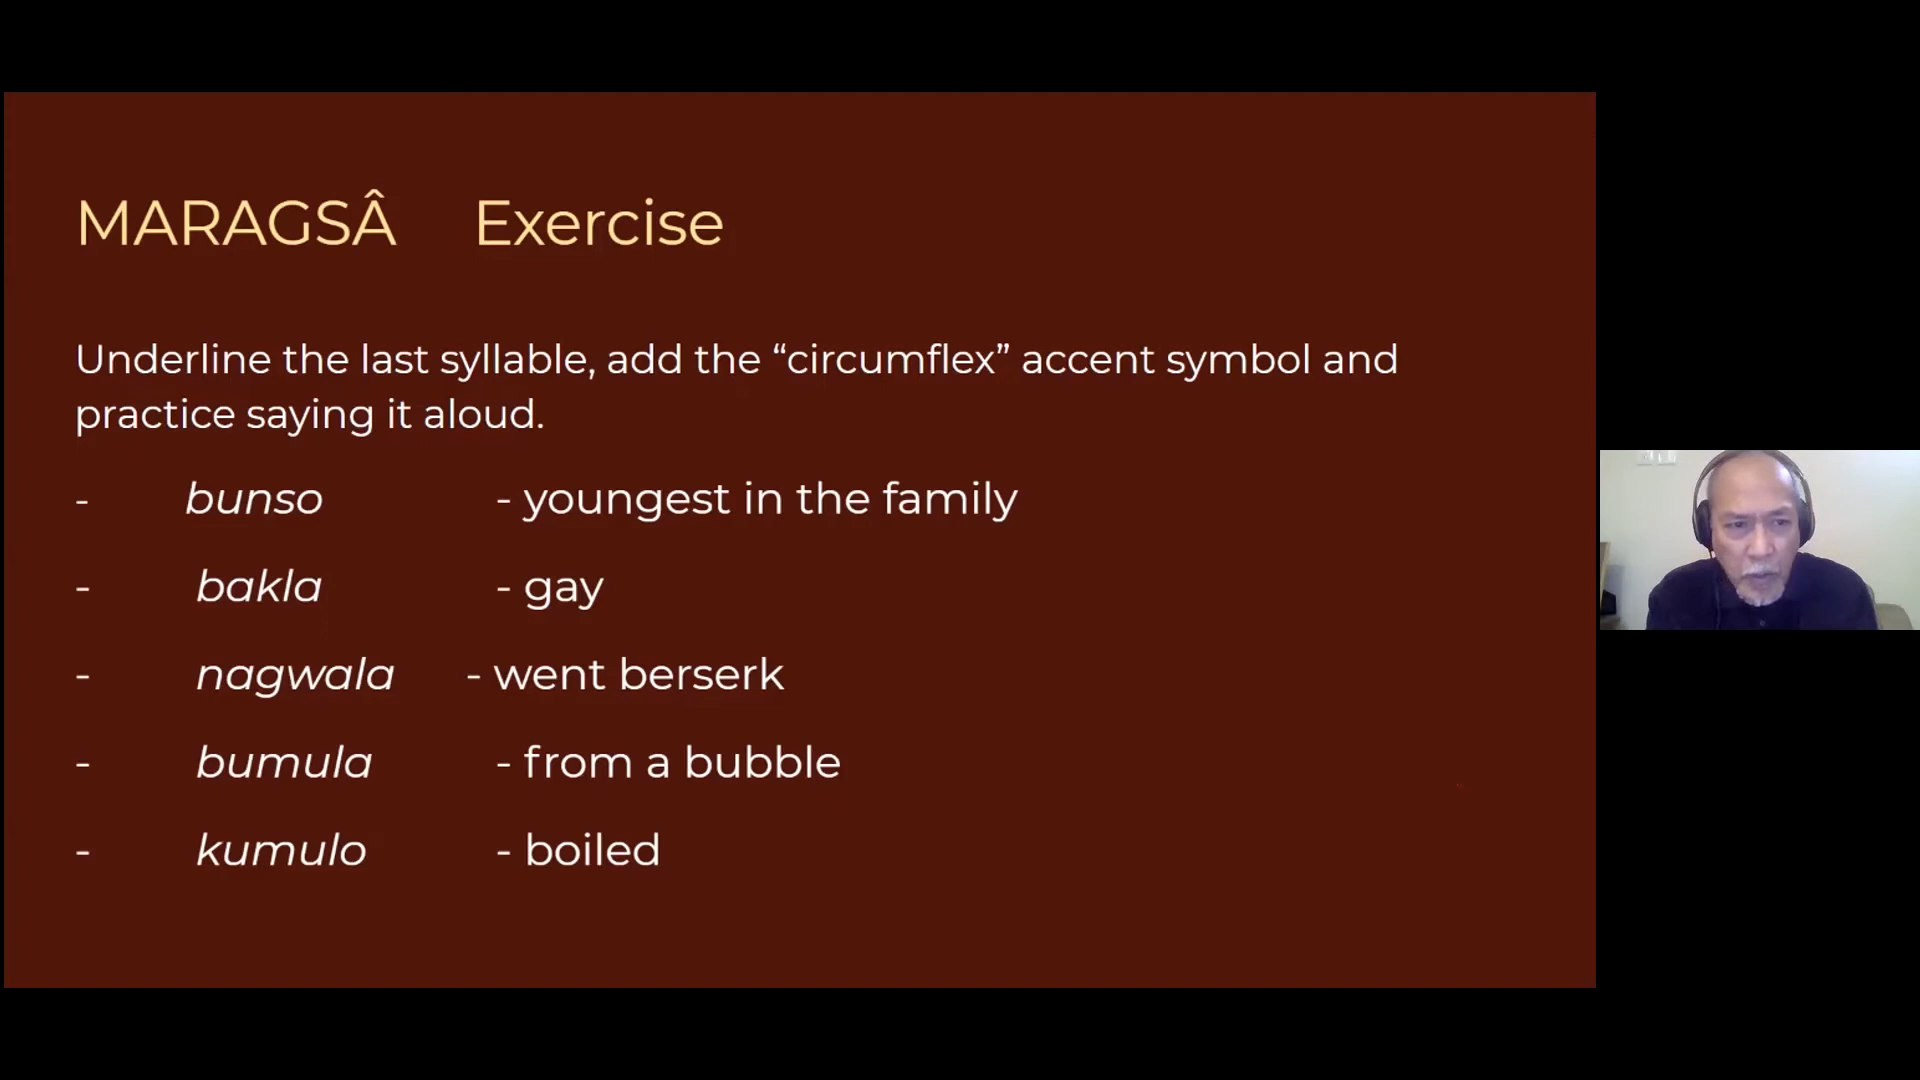 MARAGSÂ Exercise
Underline the last syllable, add the “circumflex” accent symbol and
practice saying it aloud.
- bunso - youngest in the family
- bakla - gay
- nagwala - went berserk
- bumula - from a bubble
- kumulo - boiled